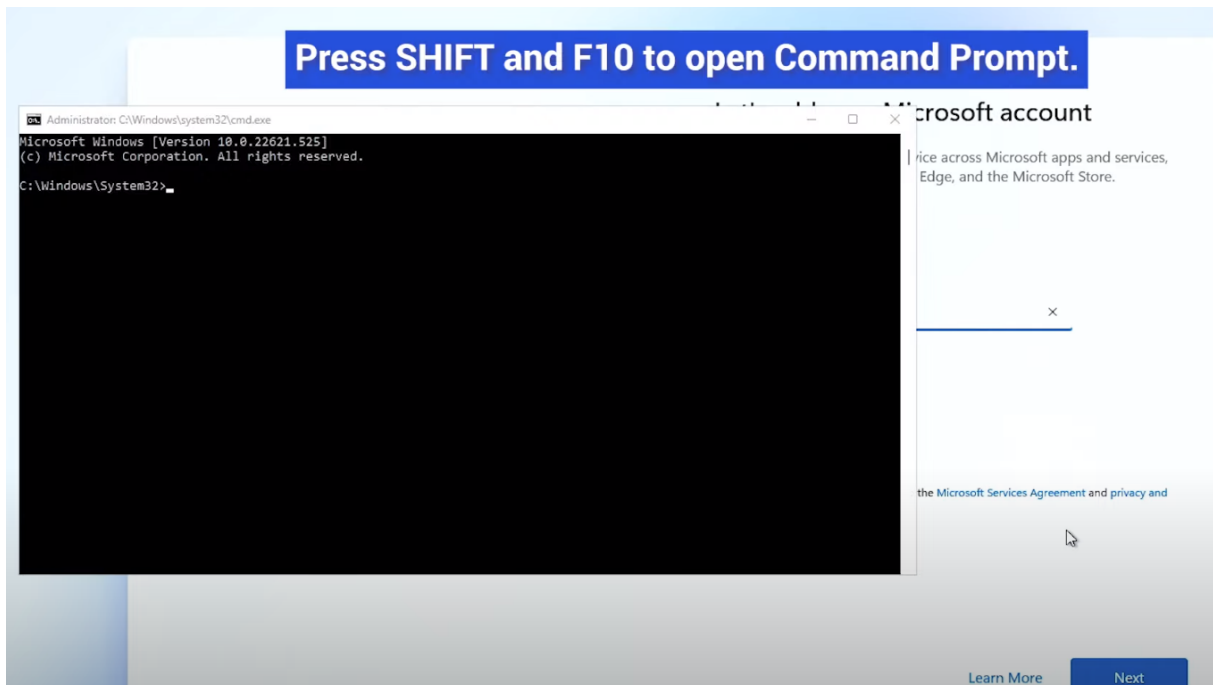 Press SHIFT and F10 to open Command Prompt.
Microsoft account
Administrator: C:\Windows\system32\cmd.exe
Microsoft Windows [Version 10.0.22621.525]
(c) Microsoft Corporation. All rights reserved.
vice across Microsoft apps and services,
Edge, and the Microsoft Store.
C:\Windows\System32>
the Microsoft Services Agreement and privacy and
Learn More
Next